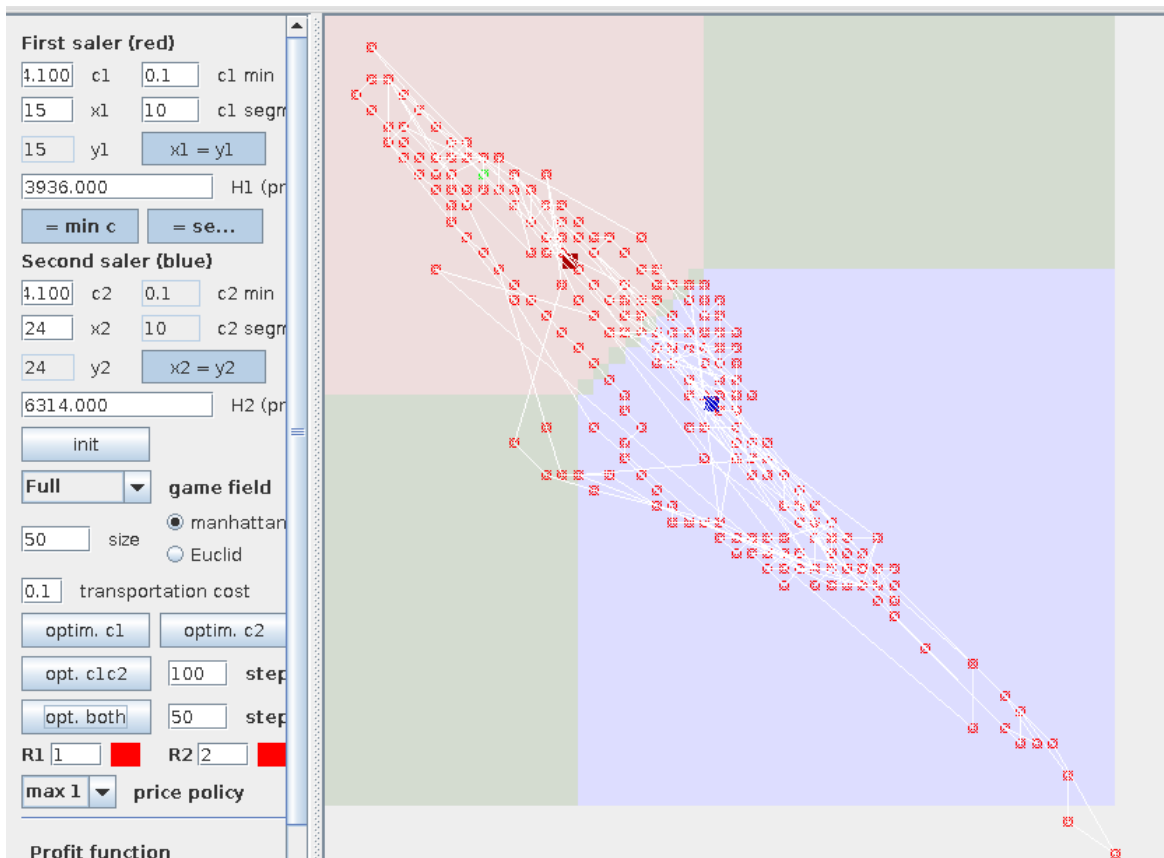 First saler (red)
4.100 c1 0.1 c1 min
15 x1 10 c1 segm
15 y1 x1 = y1
3936.000 H1 (pr
= min c = se...
Second saler (blue)
4.100 c2 0.1 c2 min
24 x2 10 c2 segm
24 y2 x2 = y2
6314.000 H2 (pr
init
Full game field
manhattan
50 size
Euclid
0.1 transportation cost
optim. c1 optim. c2
opt. c1c2 100 step
opt. both 50 step
R1 1 R2 2
max 1 price policy
Profit function